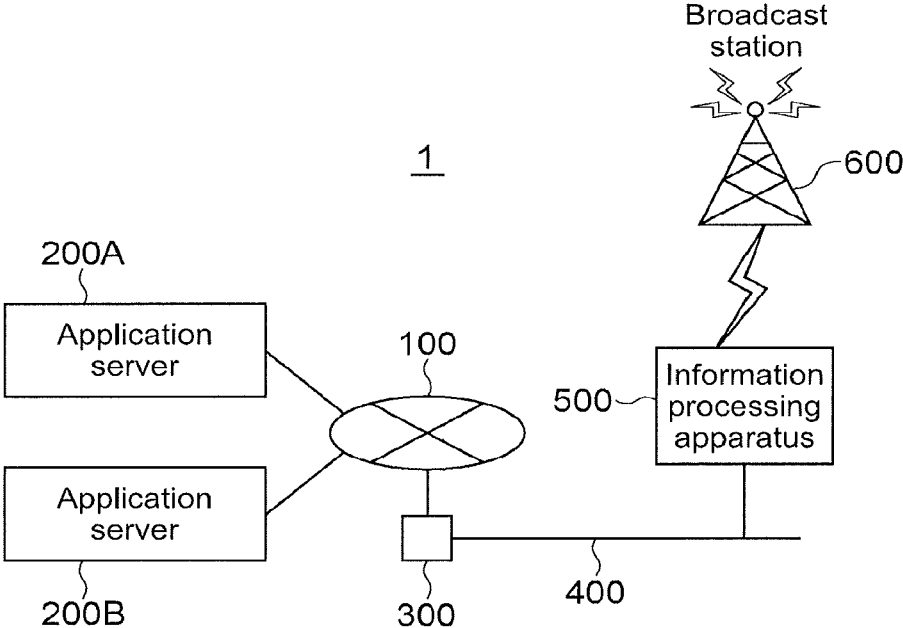 Broadcast
station
1
600
200A
Application
server
100
500
Information
processing
apparatus
Application
server
200B
300
400